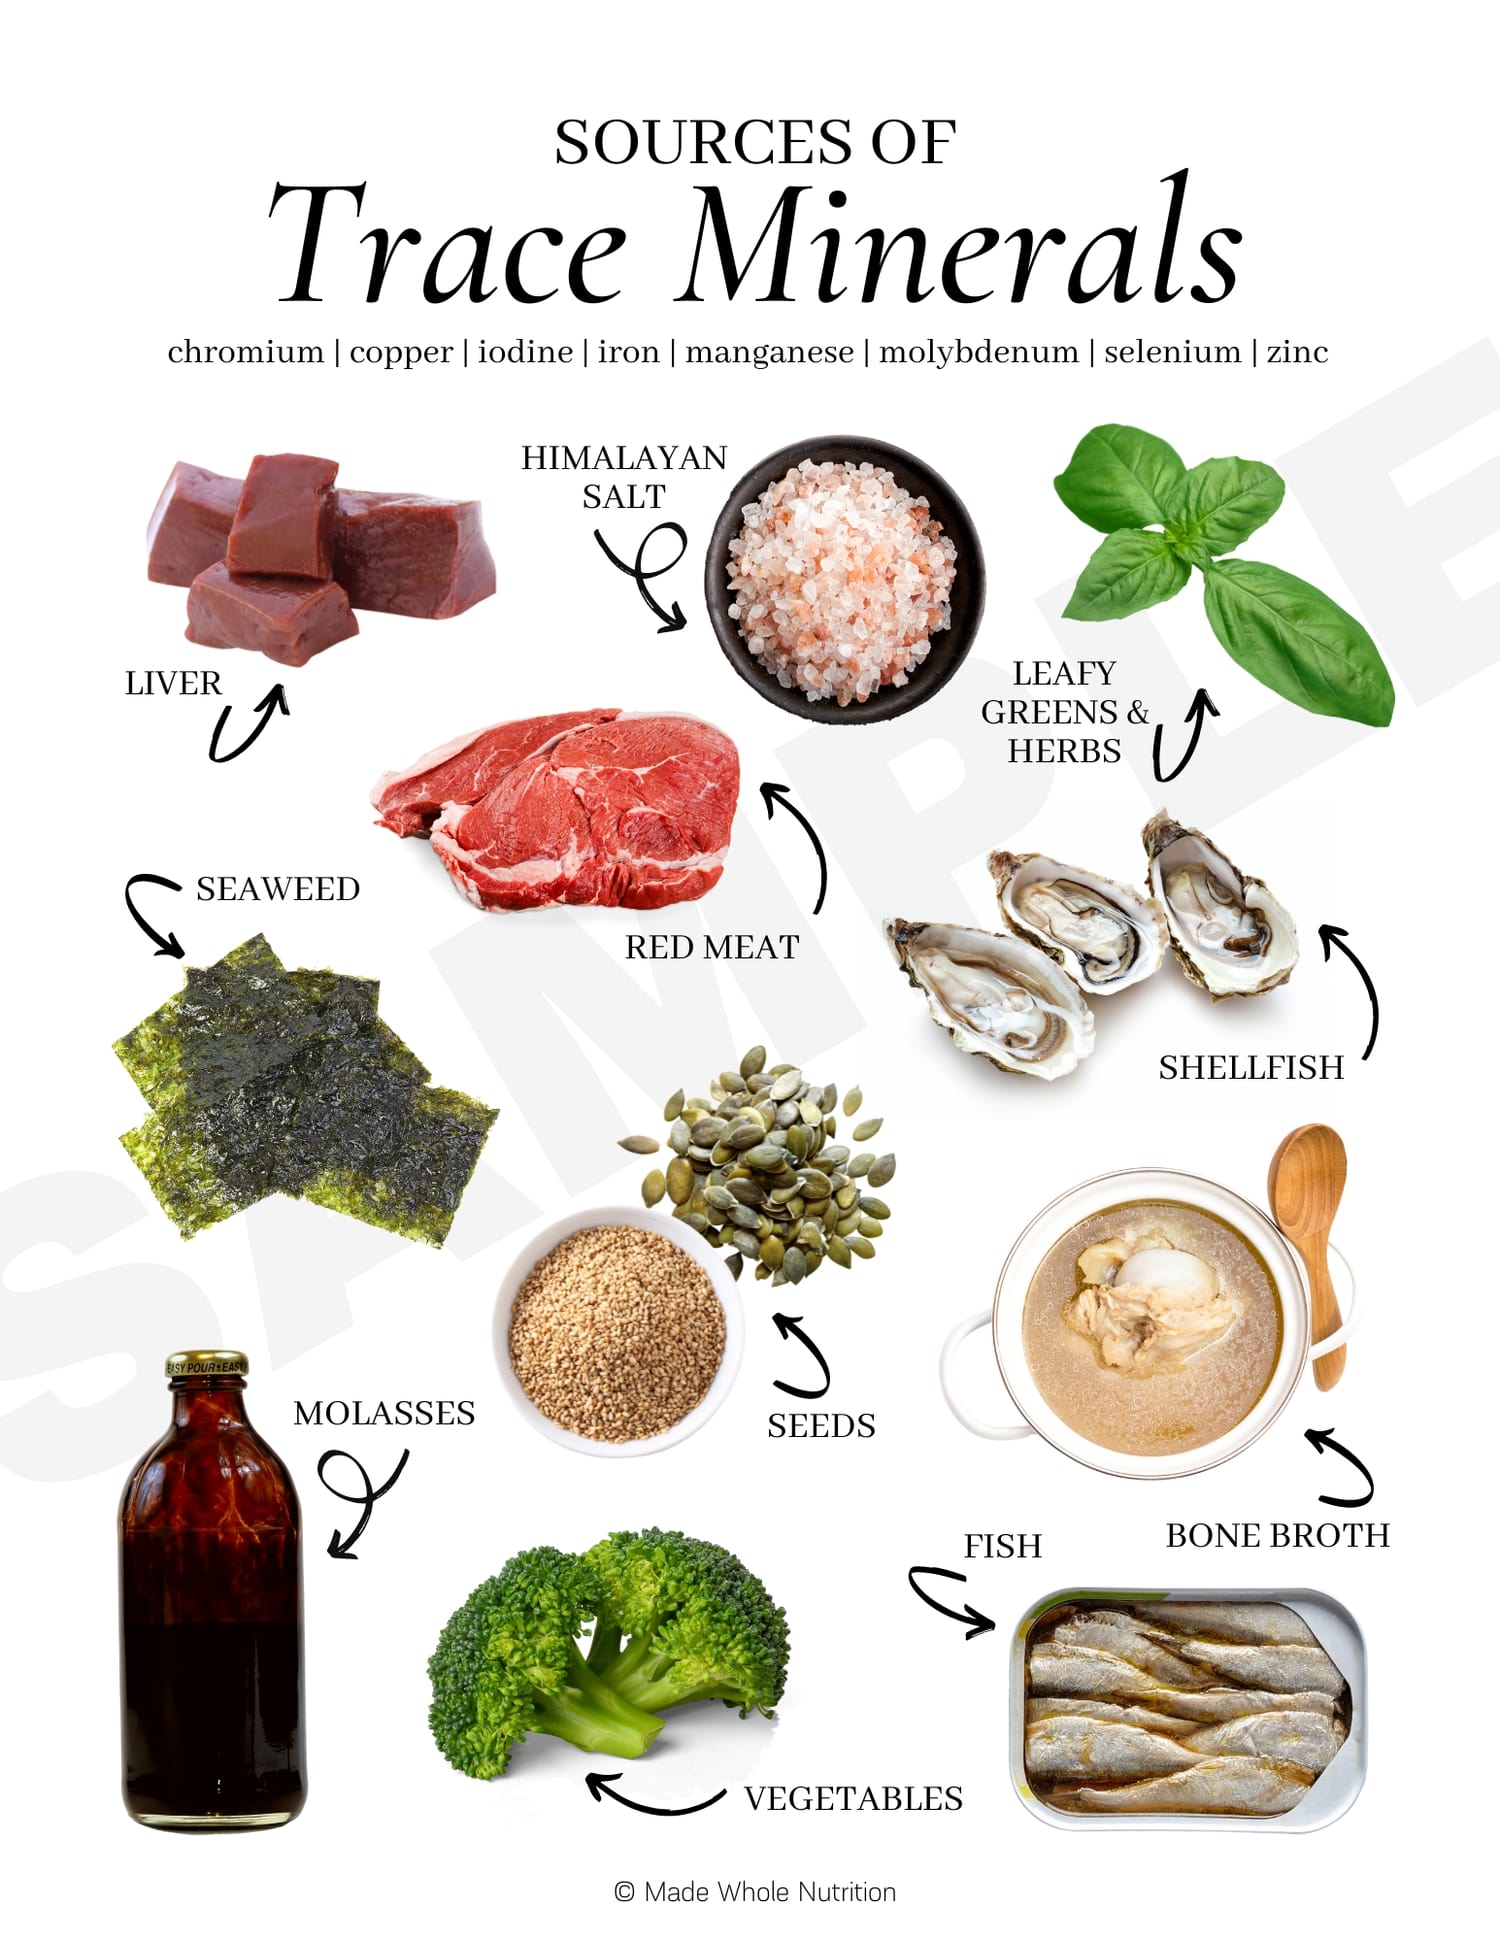 SOURCES OF
Trace Minerals
chromium | copper | iodine | iron | manganese | molybdenum | selenium | zinc
HIMALAYAN
SALT
LIVER
LEAFY
GREENS &
HERBS
SEAWEED
RED MEAT
SHELLFISH
EASY POUR EASY
MOLASSES
SEEDS
BONE BROTH
FISH
VEGETABLES
© Made Whole Nutrition
SAMPLE